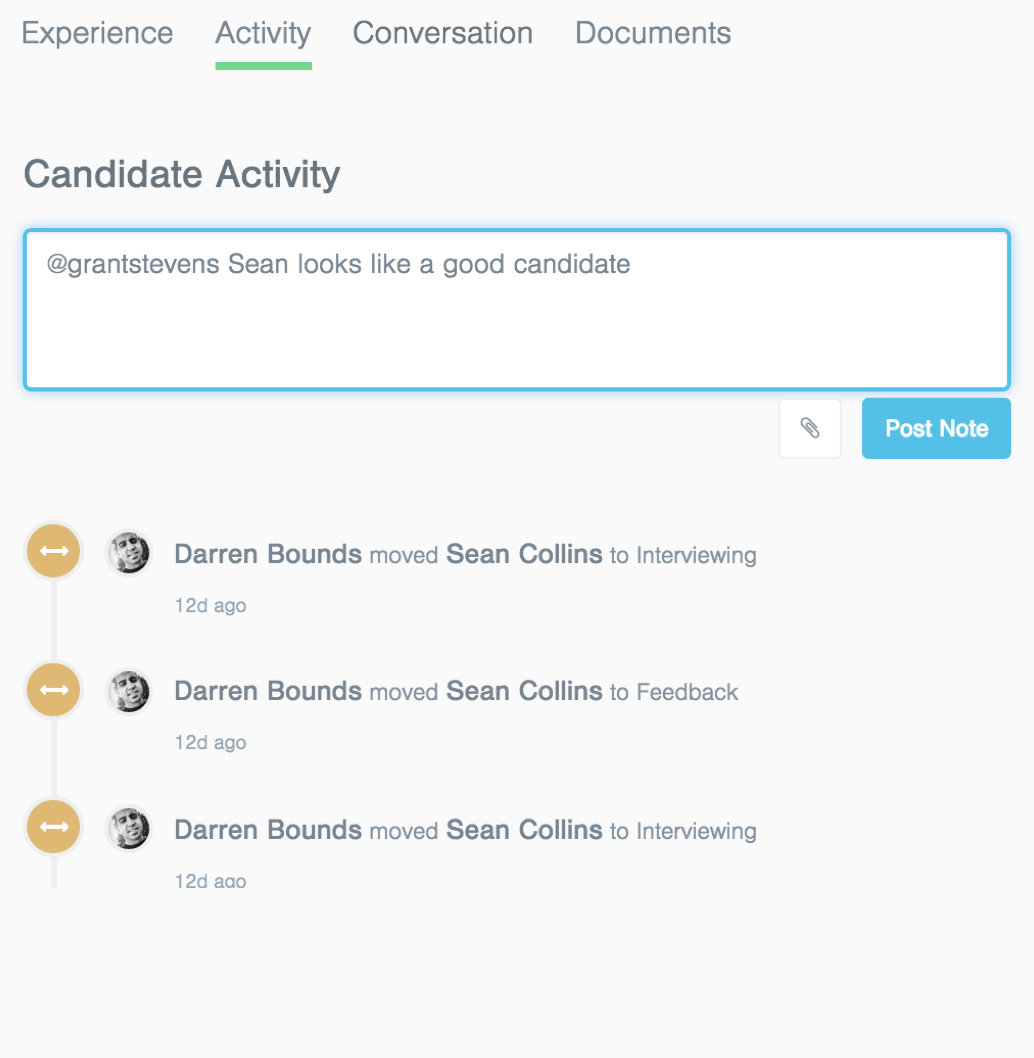 Experience Activity Conversation Documents
Candidate Activity
@grantstevens Sean looks like a good candidate
Post Note
Darren Bounds moved Sean Collins to Interviewing
12d ago
Darren Bounds moved Sean Collins to Feedback
12d ago
Darren Bounds moved Sean Collins to Interviewing
12d ago